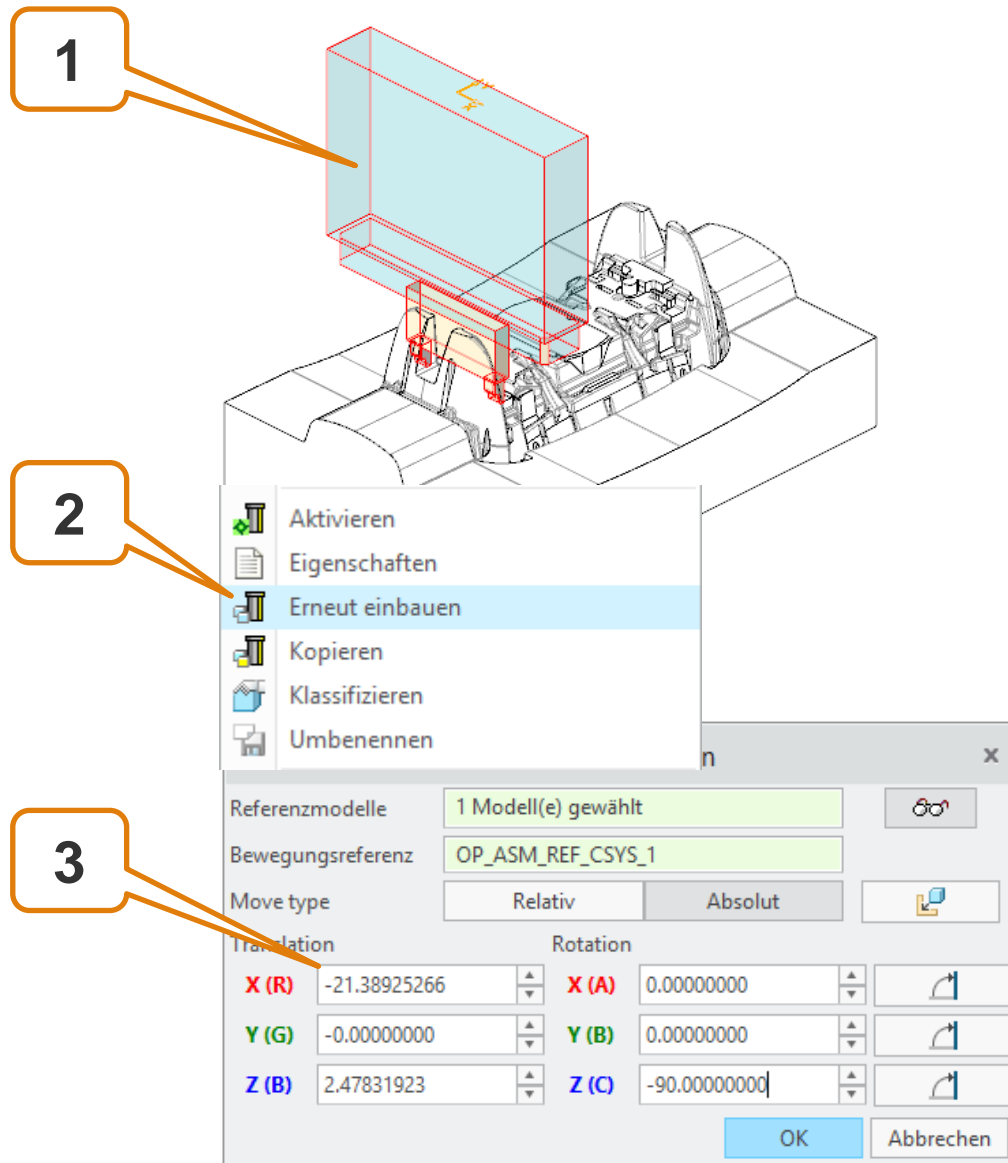 1
2
Aktivieren
Eigenschaften
Erneut einbauen
Kopieren
Klassifizieren
Umbenennen
n
x
Referenzmodelle 1 Modell(e) gewählt
3
Bewegungsreferenz OP_ASM_REF_CSYS_1
Move type Relativ Absolut
Translation Rotation
X (R) -21.38925266 X (A) 0.00000000
Y (G) -0.00000000 Y (B) 0.00000000
Z (B) 2.47831923 Z (C) -90.00000000
OK Abbrechen